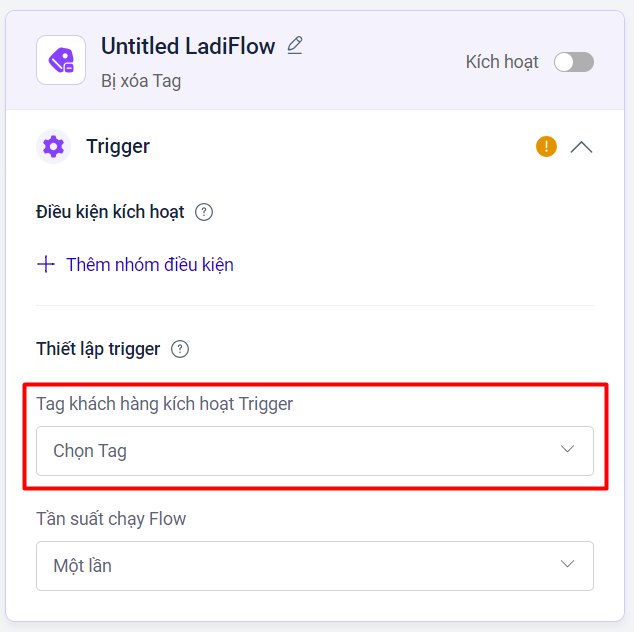 Untitled LadiFlow
Bị xóa Tag
Kích hoạt
Trigger
Điều kiện kích hoạt
Thêm nhóm điều kiện
Thiết lập trigger
Tag khách hàng kích hoạt Trigger
Chọn Tag
Tần suất chạy Flow
Một lần